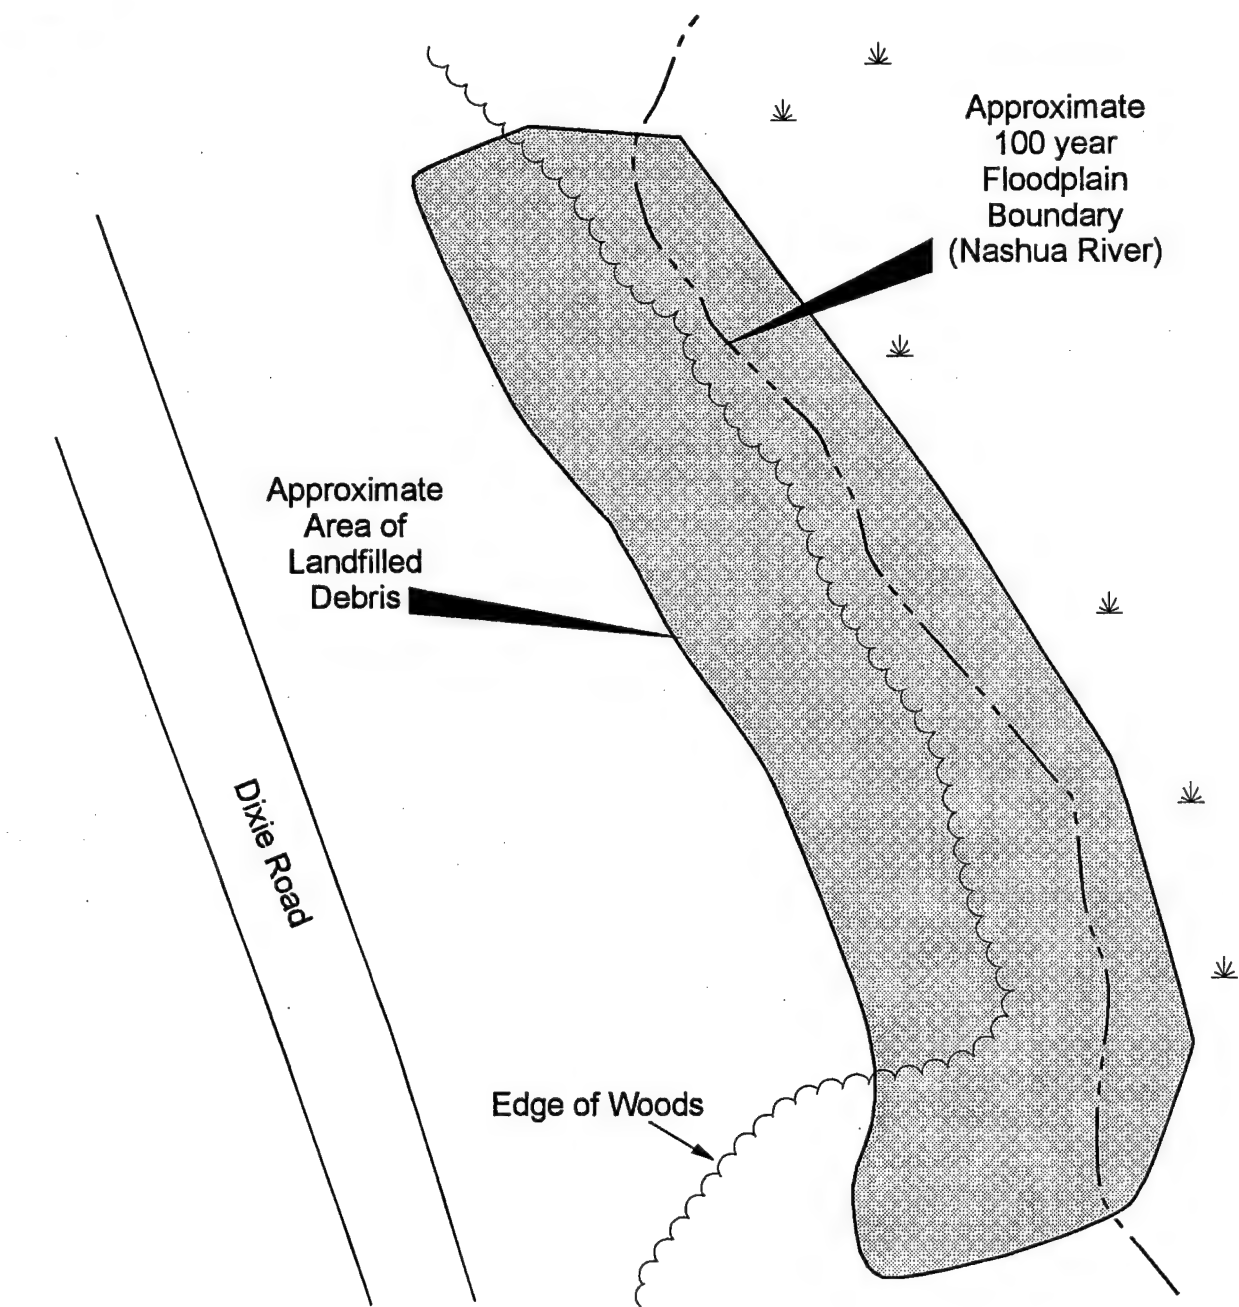 Approximate
100 year
Floodplain
Boundary
(Nashua River)
Approximate
Area of
Landfilled
Debris
Dixie Road
Edge of Woods